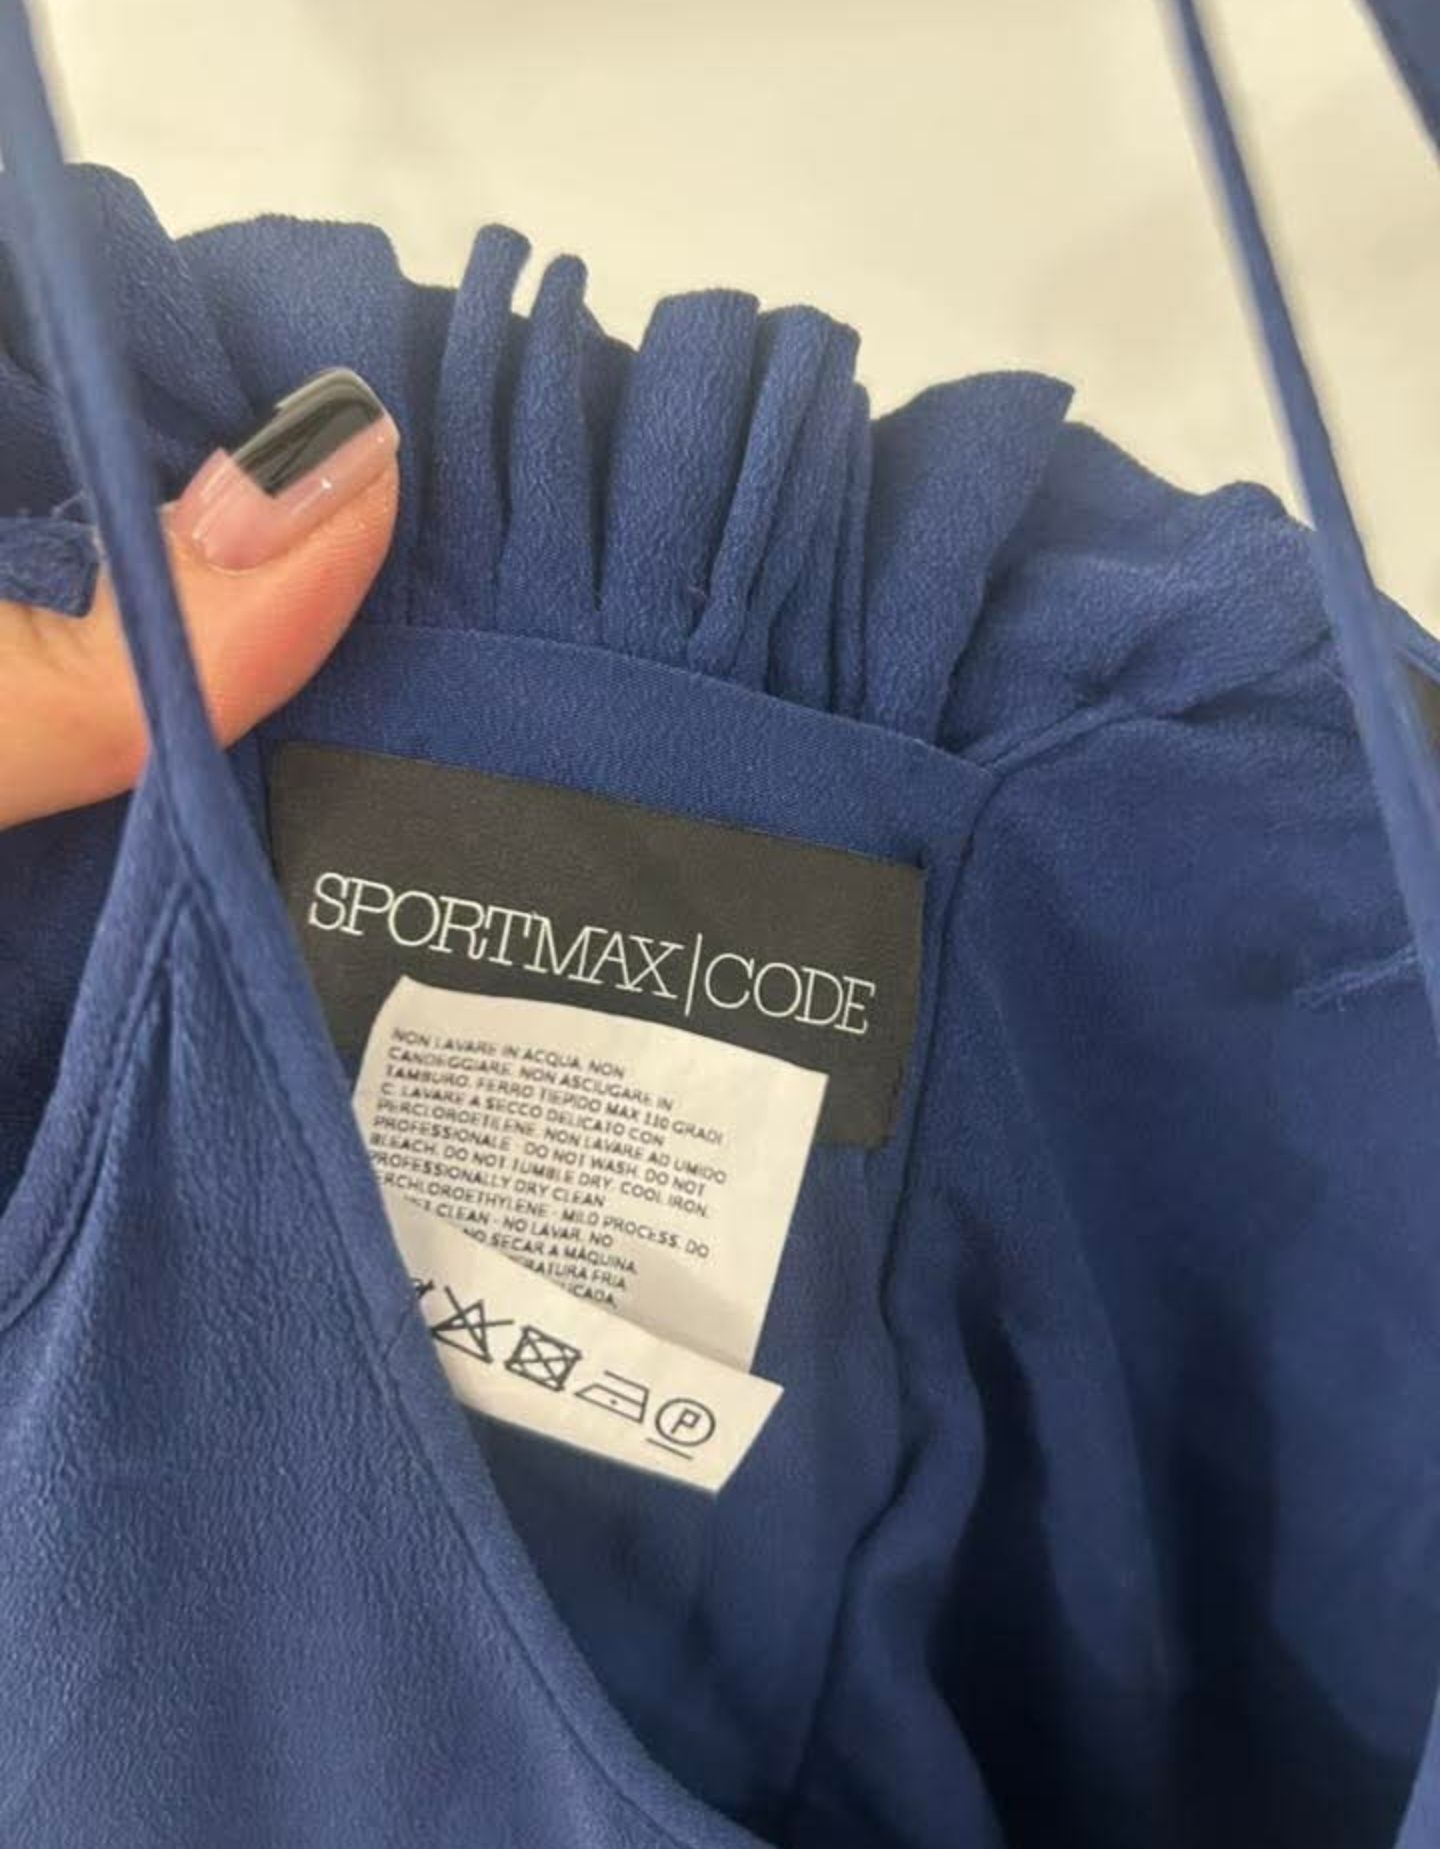 SPORTMAX|CODE
NON LAVARE IN ACQUA. NON
CANDEGGIARE. NON ASCIUGARE IN
TAMBURO. FERRO TIEPIDO MAX 110 GRADI
C. LAVARE A SECCO DELICATO CON
PERCLOROETILENE. NON LAVARE AD UMIDO
PROFESSIONALE DO NOT WASH. DO NOT
BLEACH. DO NOT TUMBLE DRY. COOL IRON.
PROFESSIONALLY DRY CLEAN
PERCHLOROETHYLENE - MILD PROCESS. DO
CLEAN - NO LAVAR. NO
NO SECAR A MÁQUINA
FRIA
P